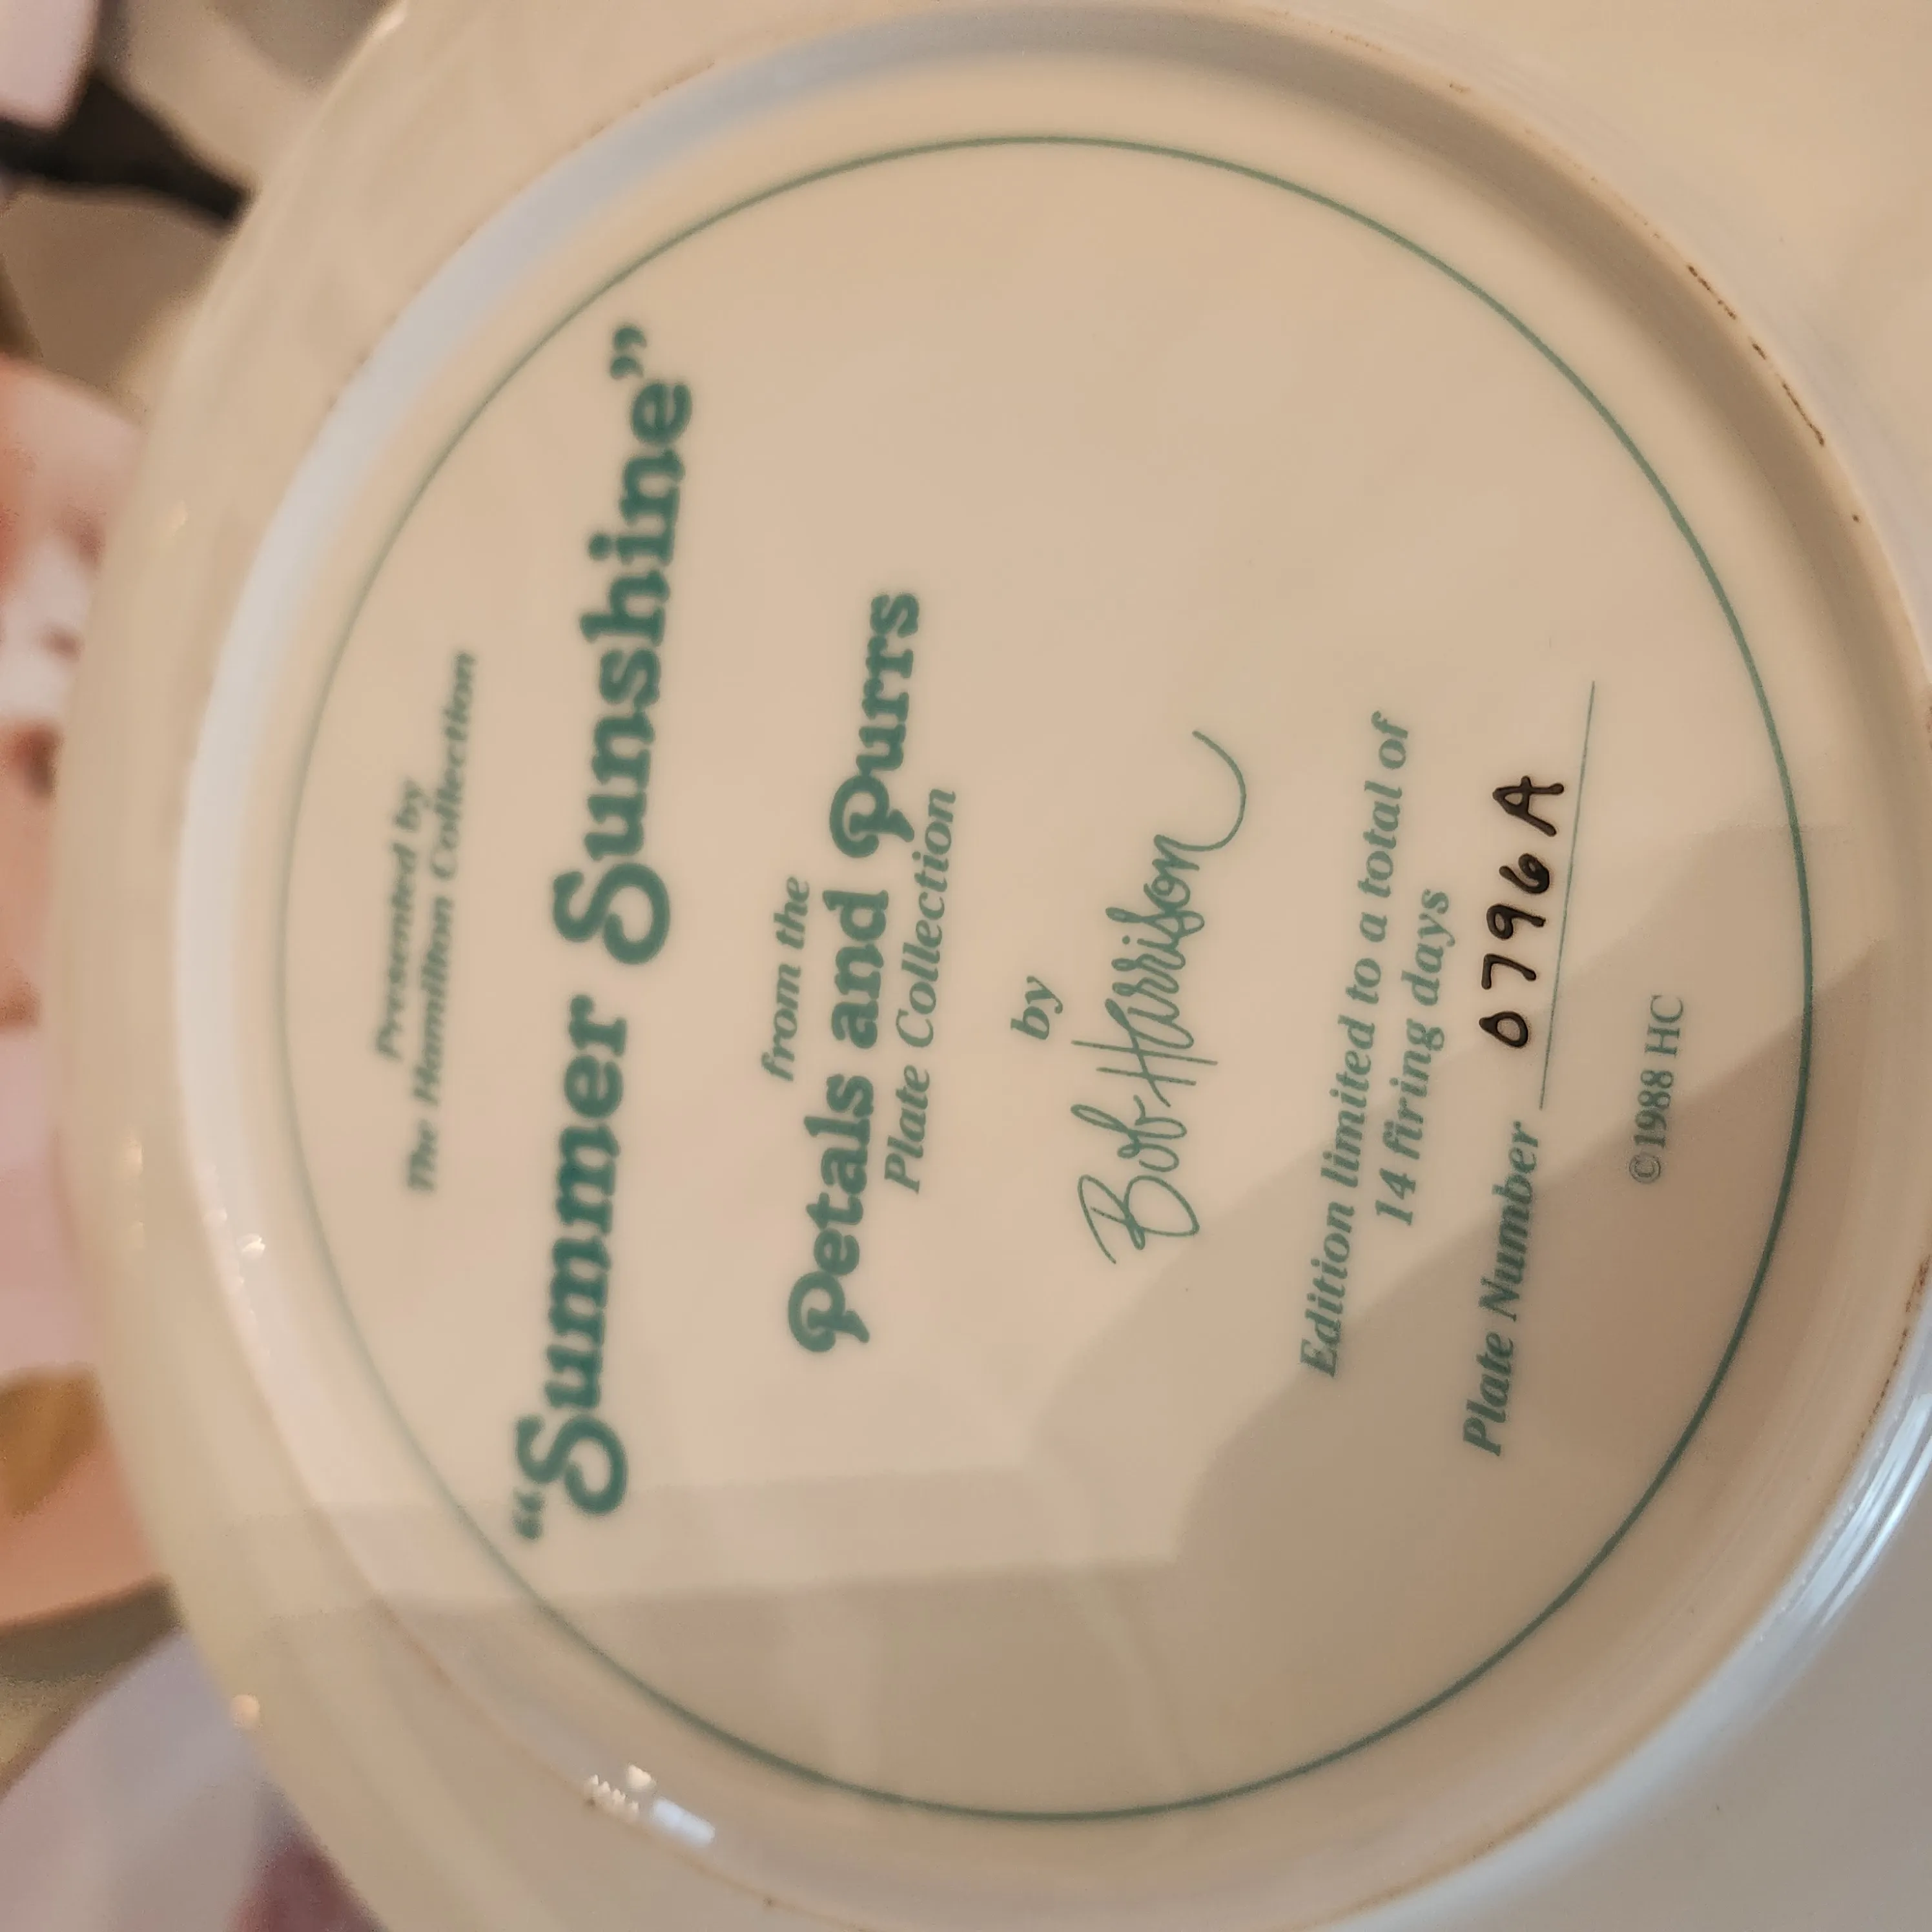 Presented by
The Hamilton Collection
“Summer Sunshine”
from the
Petals and Purrs
Plate Collection
by
Bob Harrison
Edition limited to a total of
14 firing days
Plate Number 0796A
©1988 HC